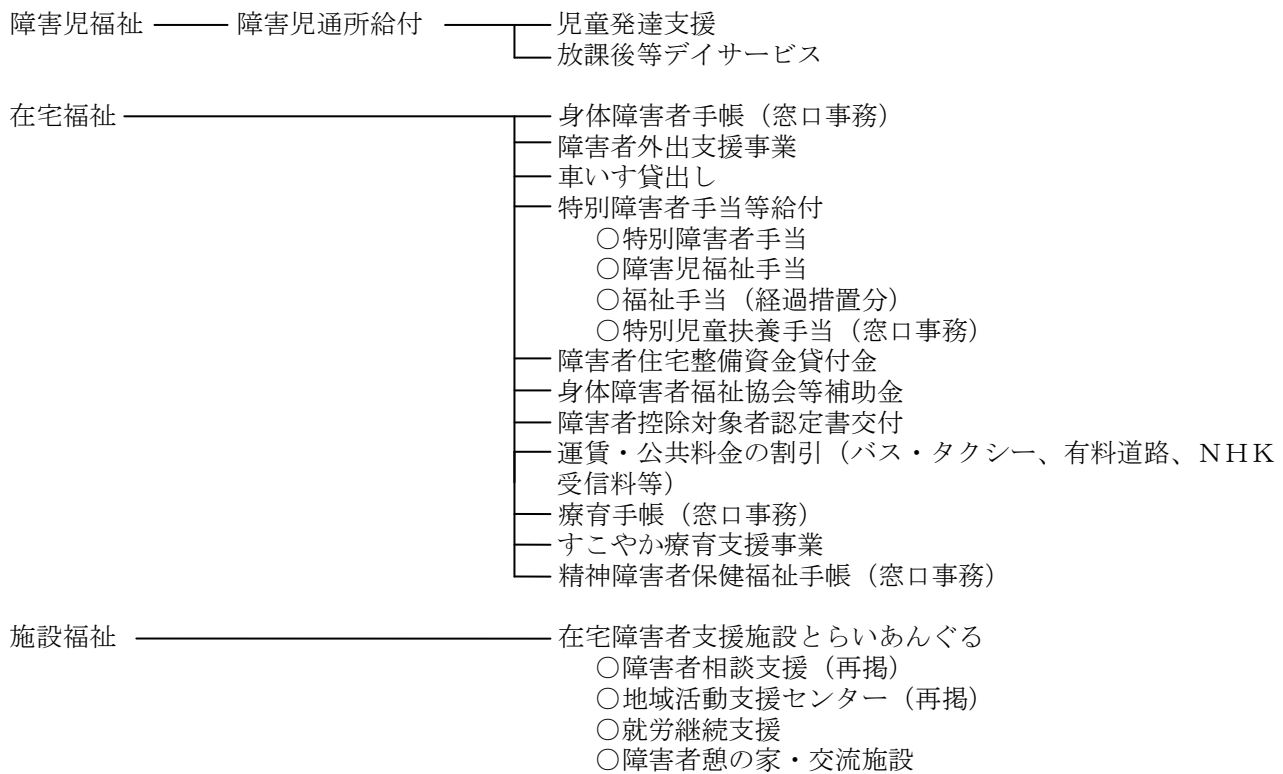 障害児福祉 障害児通所給付 児童発達支援
放課後等デイサービス
在宅福祉 身体障害者手帳（窓口事務）
障害者外出支援事業
車いす貸出し
特別障害者手当等給付
○特別障害者手当
○障害児福祉手当
○福祉手当（経過措置分）
○特別児童扶養手当（窓口事務）
障害者住宅整備資金貸付金
身体障害者福祉協会等補助金
障害者控除対象者認定書交付
運賃・公共料金の割引（バス・タクシー、有料道路、ＮＨＫ
受信料等）
療育手帳（窓口事務）
すこやか療育支援事業
精神障害者保健福祉手帳（窓口事務）
施設福祉 在宅障害者支援施設とらいあんぐる
○障害者相談支援（再掲）
○地域活動支援センター（再掲）
○就労継続支援
○障害者憩の家・交流施設